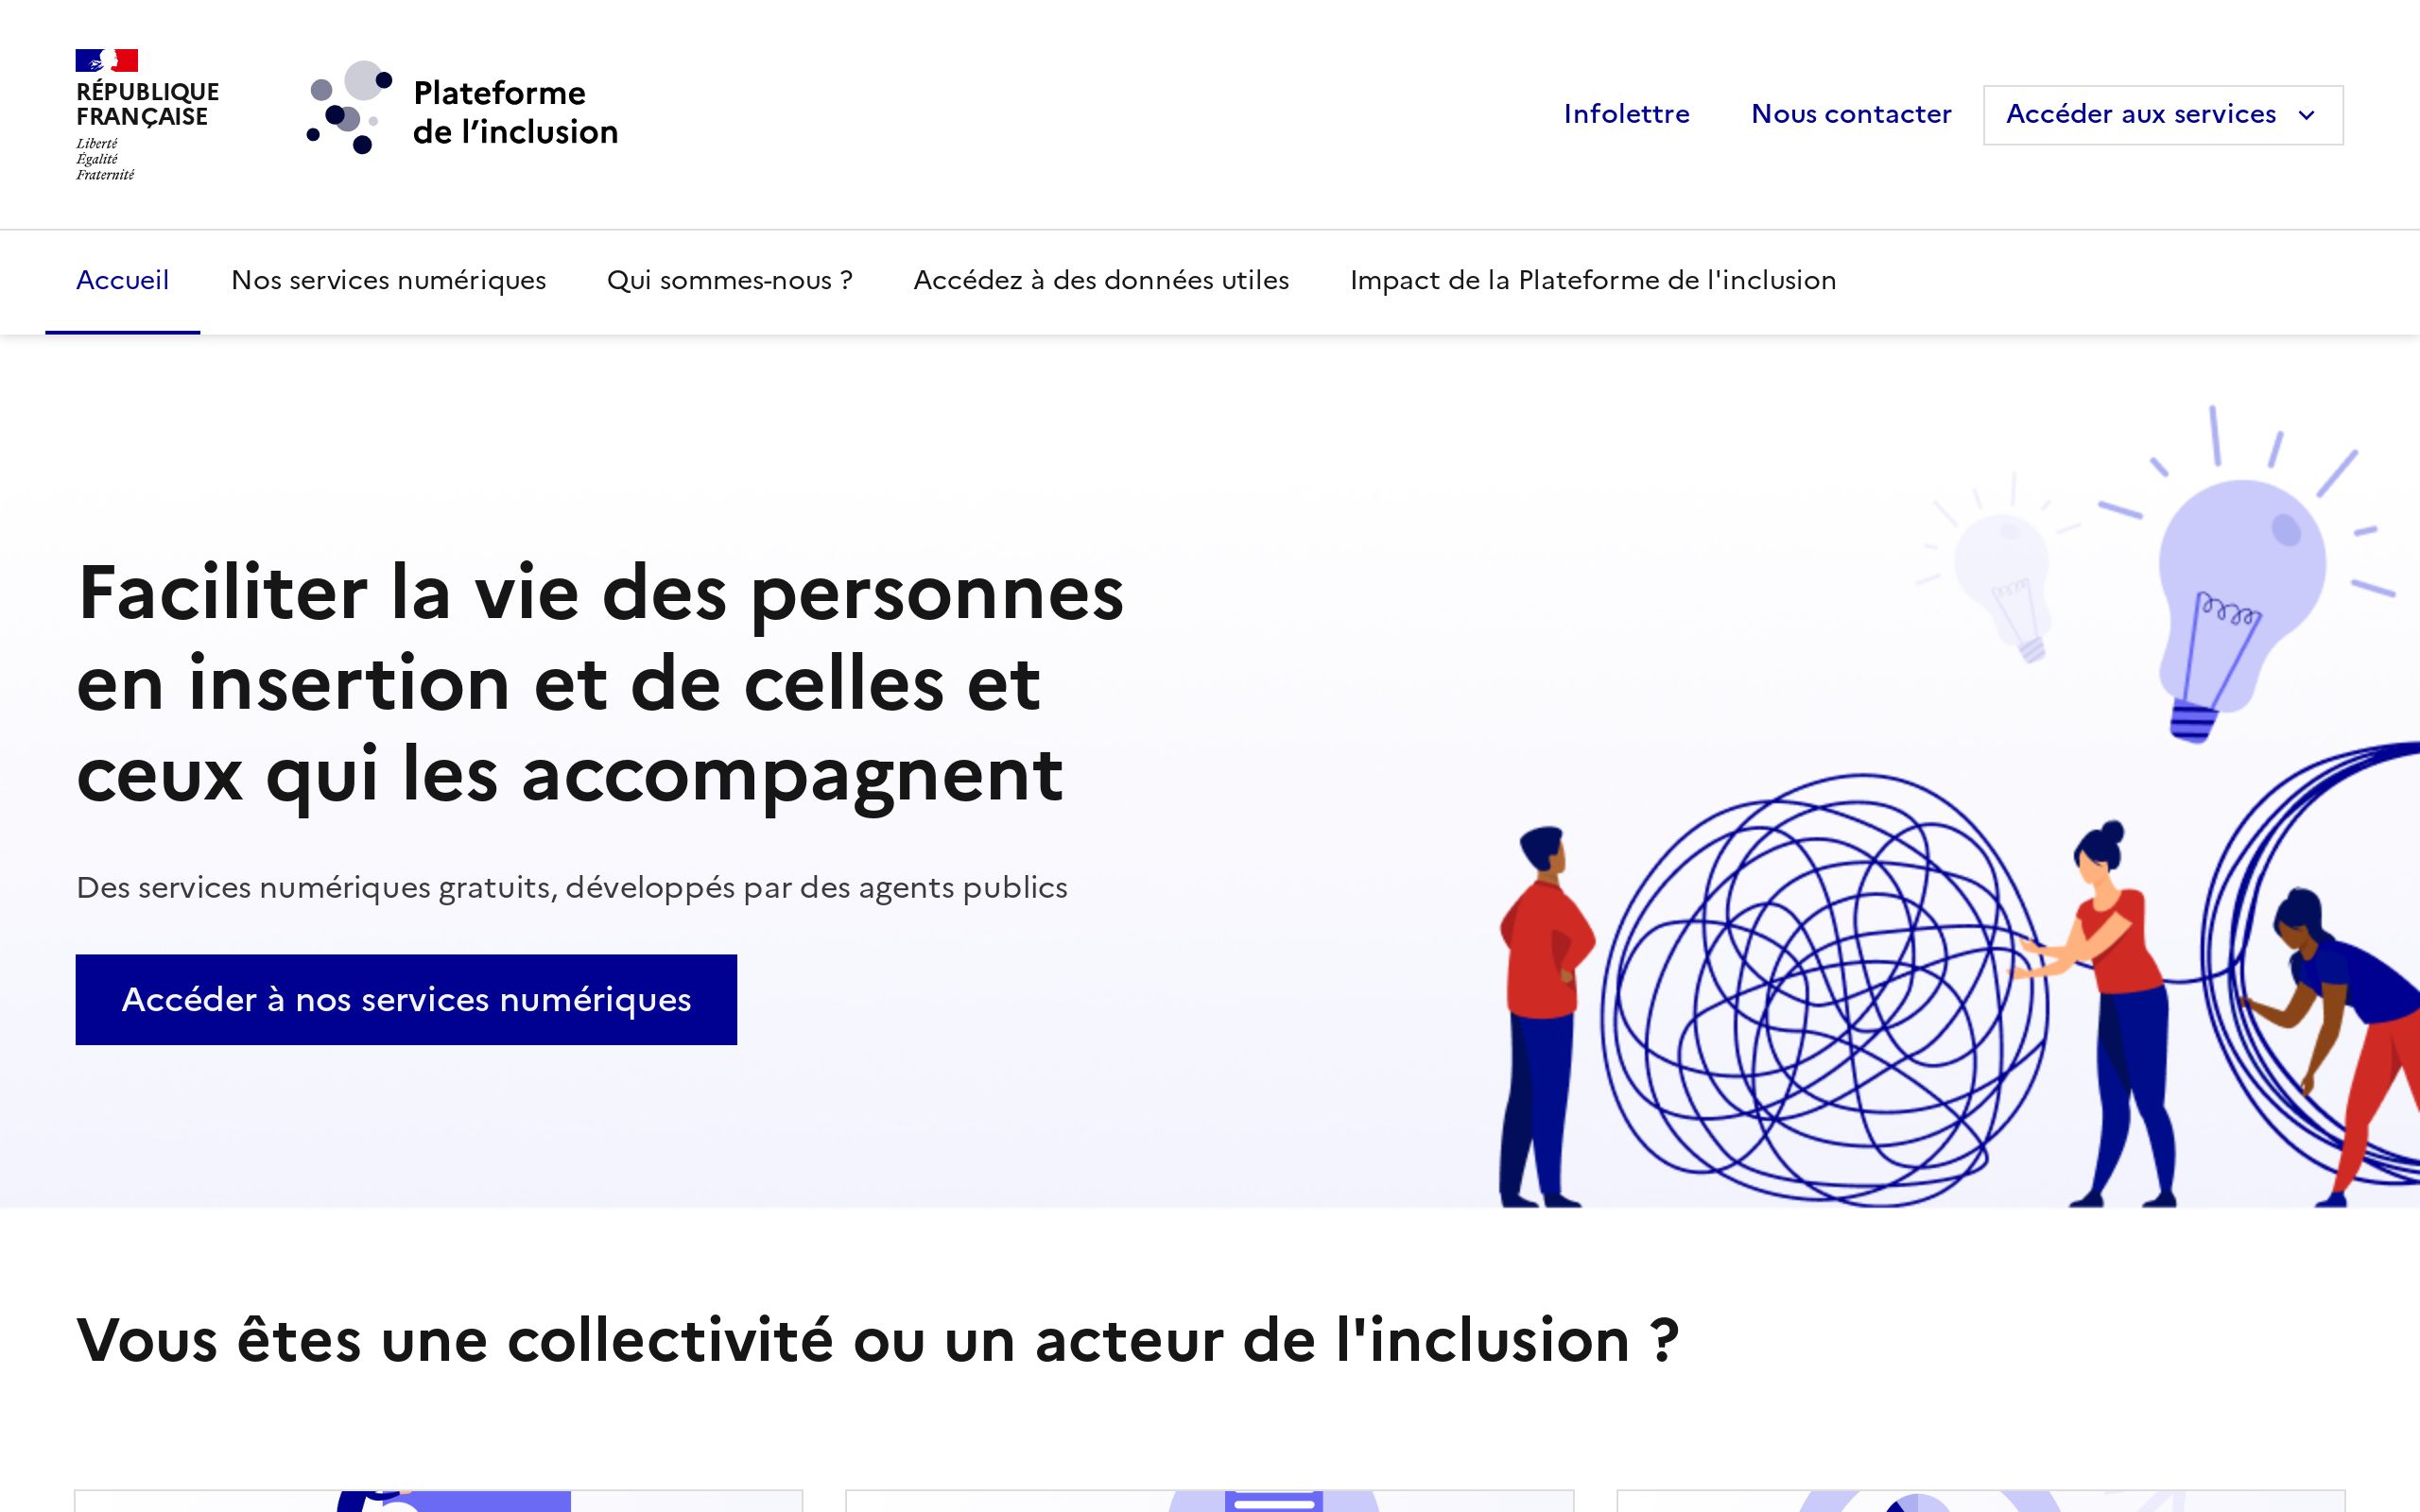 RÉPUBLIQUE
FRANÇAISE
Liberté
Égalité
Fraternité
Plateforme
de l’inclusion
Infolettre
Nous contacter
Accéder aux services
Accueil
Nos services numériques
Qui sommes-nous ?
Accédez à des données utiles
Impact de la Plateforme de l'inclusion
Faciliter la vie des personnes
en insertion et de celles et
ceux qui les accompagnent
Des services numériques gratuits, développés par des agents publics
Accéder à nos services numériques
Vous êtes une collectivité ou un acteur de l'inclusion ?